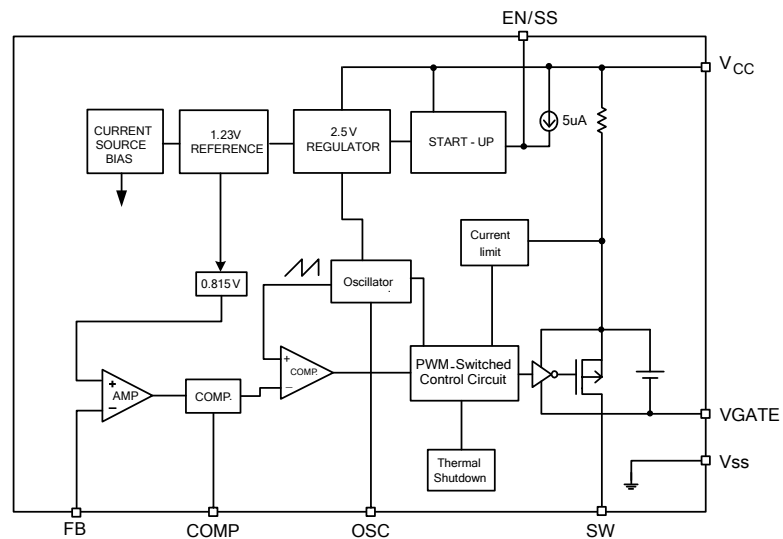 EN/SS
VCC
CURRENT
SOURCE
BIAS
1.23V
REFERENCE
2.5V
REGULATOR
START - UP
5uA
Current
limit
0.815V
Oscillator
+
−
COMP.
PWM-Switched
Control Circuit
+
−
AMP
COMP.
VGATE
Thermal
Shutdown
Vss
FB
COMP
OSC
SW